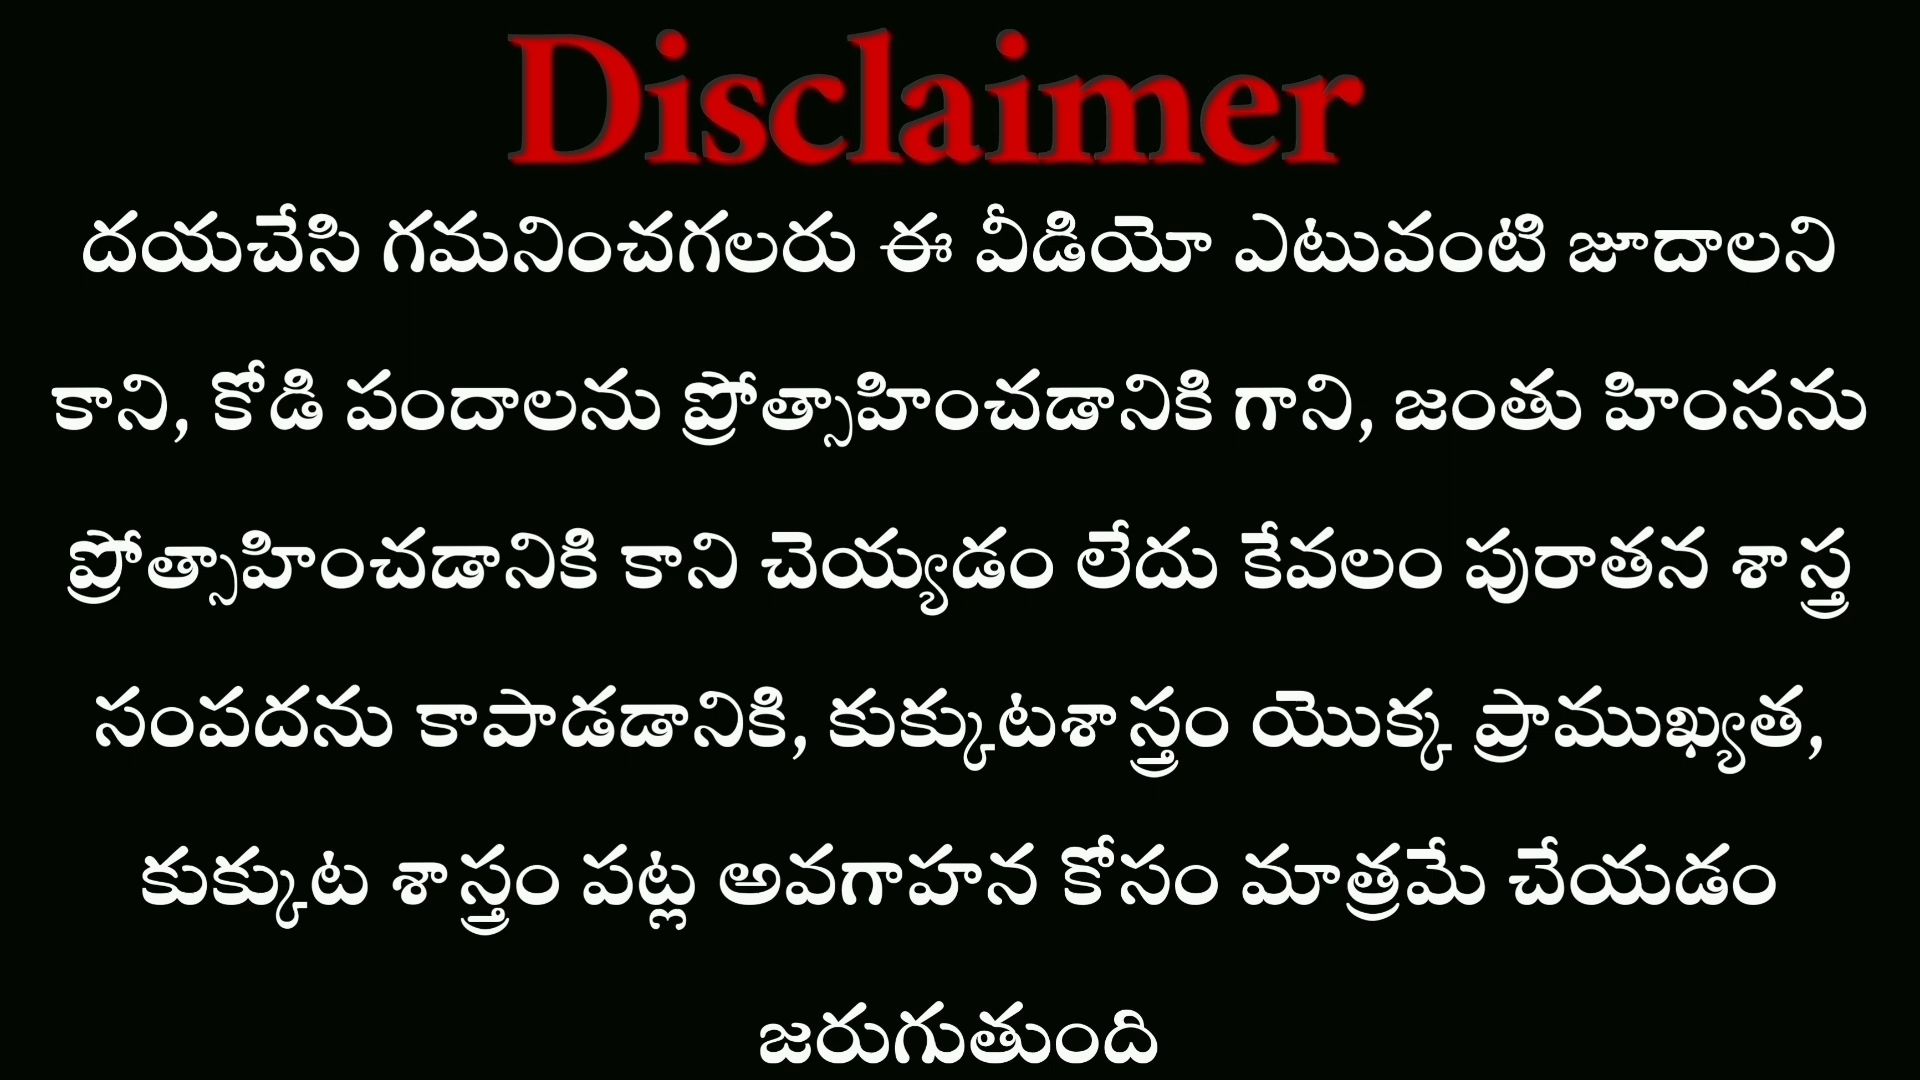 Disclaimer
దయచేసి గమనించగలరు ఈ వీడియో ఎటువంటి జూదాలని
కాని, కోడి పందాలను ప్రోత్సాహించడానికి గాని, జంతు హింసను
ప్రోత్సాహించడానికి కాని చెయ్యడం లేదు కేవలం పురాతన శాస్త్ర
సంపదను కాపాడడానికి, కుక్కుటశాస్త్రం యొక్క ప్రాముఖ్యత,
కుక్కుట శాస్త్రం పట్ల అవగాహన కోసం మాత్రమే చేయడం
జరుగుతుంది